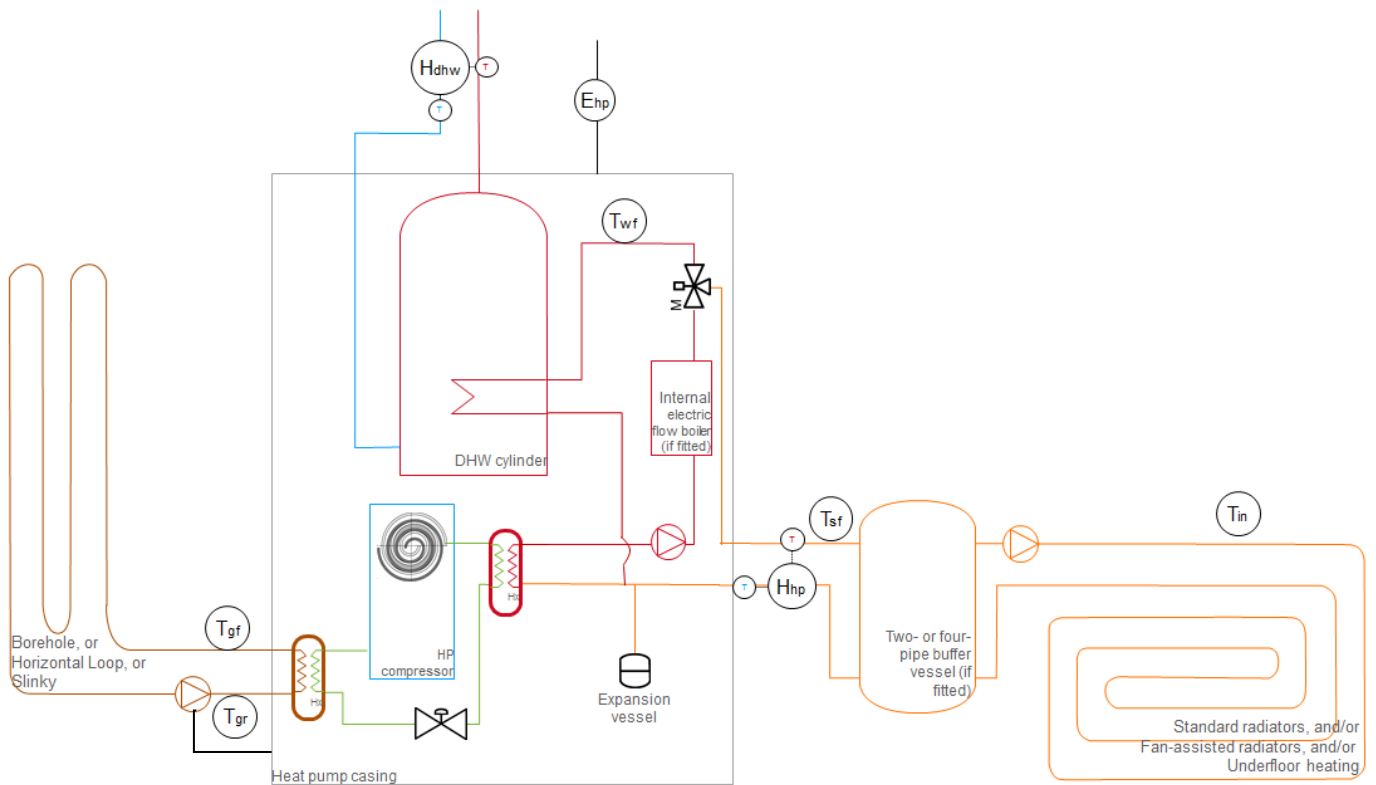 Hdhw
T
T
Ehp
Twf
M
Internal
electric
flow boiler
(if fitted)
DHW cylinder
Tsf
Tin
T
T
Hhp
Hx
Tgf
Borehole, or
Horizontal Loop, or
Slinky
HP
compressor
Two- or four-
pipe buffer
vessel (if
fitted)
Hx
Tgr
Expansion
vessel
Standard radiators, and/or
Fan-assisted radiators, and/or
Underfloor heating
Heat pump casing